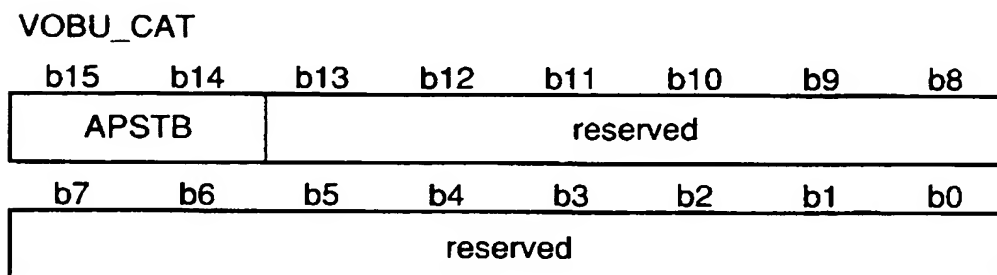 VOBU_CAT
b15 b14 b13 b12 b11 b10 b9 b8
APSTB reserved
b7 b6 b5 b4 b3 b2 b1 b0
reserved